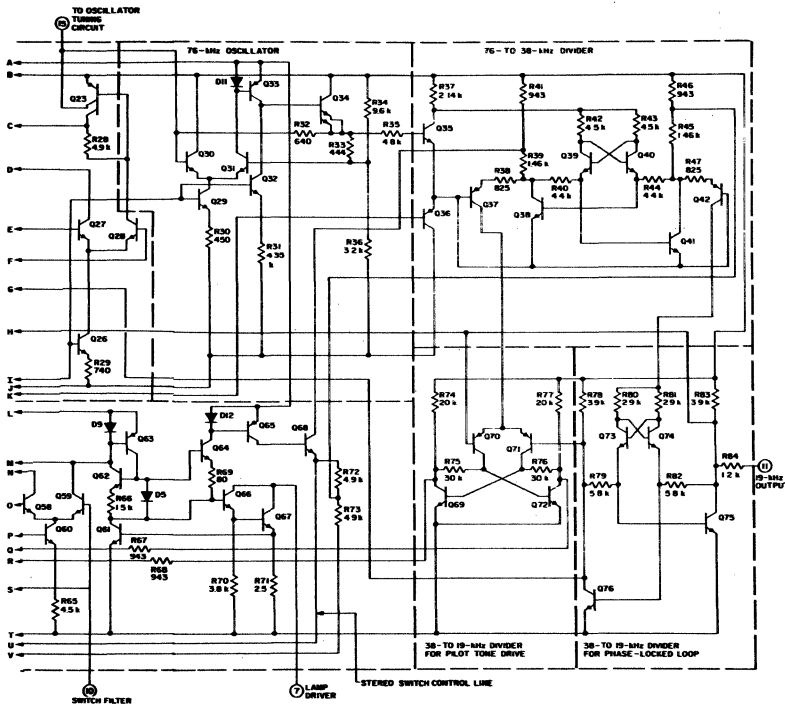 TO OSCILLATOR
TUNING
CIRCUIT
15
76-kHz OSCILLATOR
76-TO 38-kHz DIVIDER
A
B
C
D
E
F
G
H
I
J
K
L
M
N
O
P
Q
R
S
T
U
V
Q23
R28
4.9 k
Q27
Q28
Q26
R29
740
D11
Q33
Q34
R34
9.6 k
R32
640
R33
444
R35
4.8 k
Q30
Q31
Q29
Q32
R30
450
R31
4.35
k
R36
3.2 k
R37
2.14 k
R41
943
R46
943
Q35
R42
4.5 k
R43
4.5 k
R45
1.46 k
Q39
Q40
R39
1.46 k
R38
825
R47
825
R40
4.4 k
R44
4.4 k
Q36
Q37
Q38
Q42
Q41
D9
Q63
D12
Q65
Q64
Q68
Q62
R69
80
R72
4.9 k
Q58
Q59
R66
1.5 k
D5
Q66
Q67
R73
4.9 k
Q60
Q61
R67
943
R68
943
R65
4.5 k
R70
3.8 k
R71
2.5
R74
20 k
R77
20 k
R78
3.9 k
R80
2.9 k
R81
2.9 k
R83
3.9 k
Q70
Q71
Q73
Q74
R75
30 k
R76
30 k
R79
5.8 k
R82
5.8 k
R84
1.2 k
11
19-kHz
OUTPUT
Q69
Q72
Q75
Q76
38-TO 19-kHz DIVIDER
FOR PILOT TONE DRIVE
38-TO 19-kHz DIVIDER
FOR PHASE-LOCKED LOOP
STEREO SWITCH CONTROL LINE
10
SWITCH FILTER
7
LAMP
DRIVER